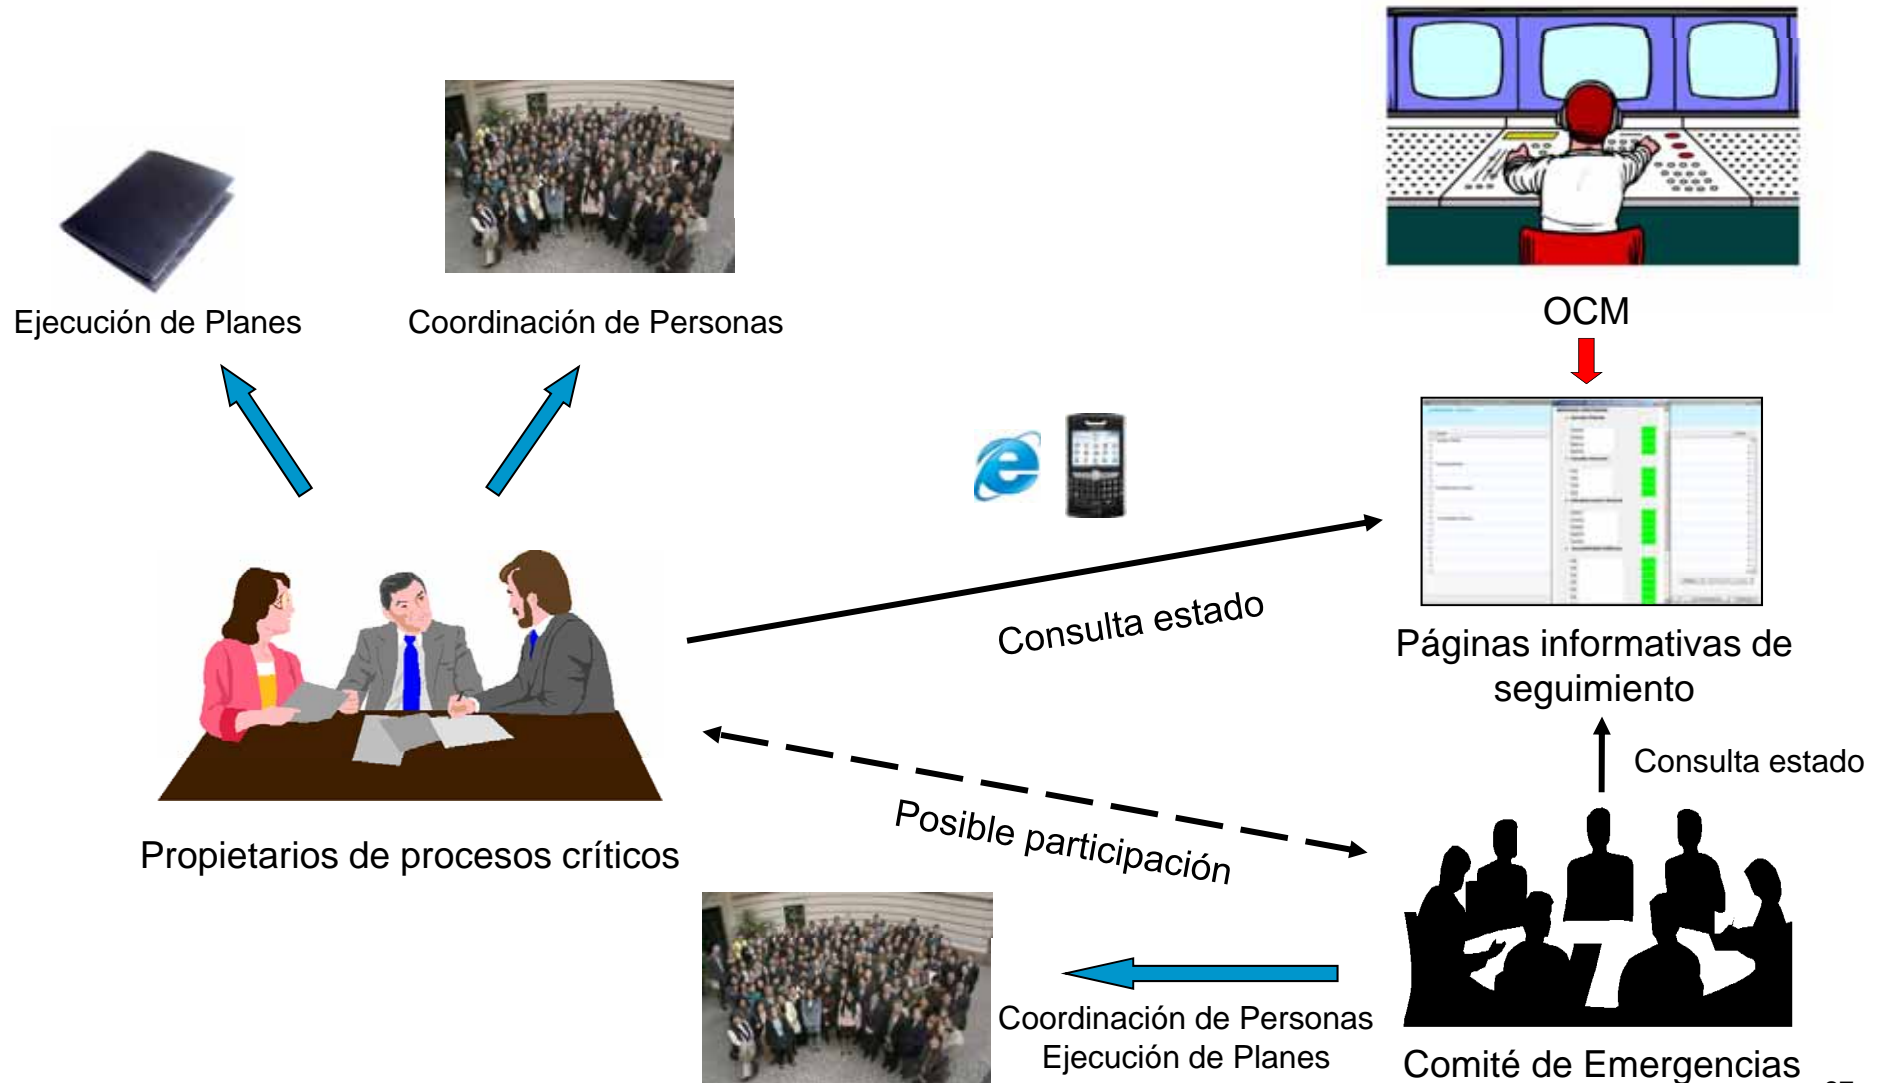 OCM
Ejecución de Planes
Coordinación de Personas
Consulta estado
Páginas informativas de
seguimiento
Consulta estado
Posible participación
Propietarios de procesos críticos
Coordinación de Personas
Ejecución de Planes
Comité de Emergencias